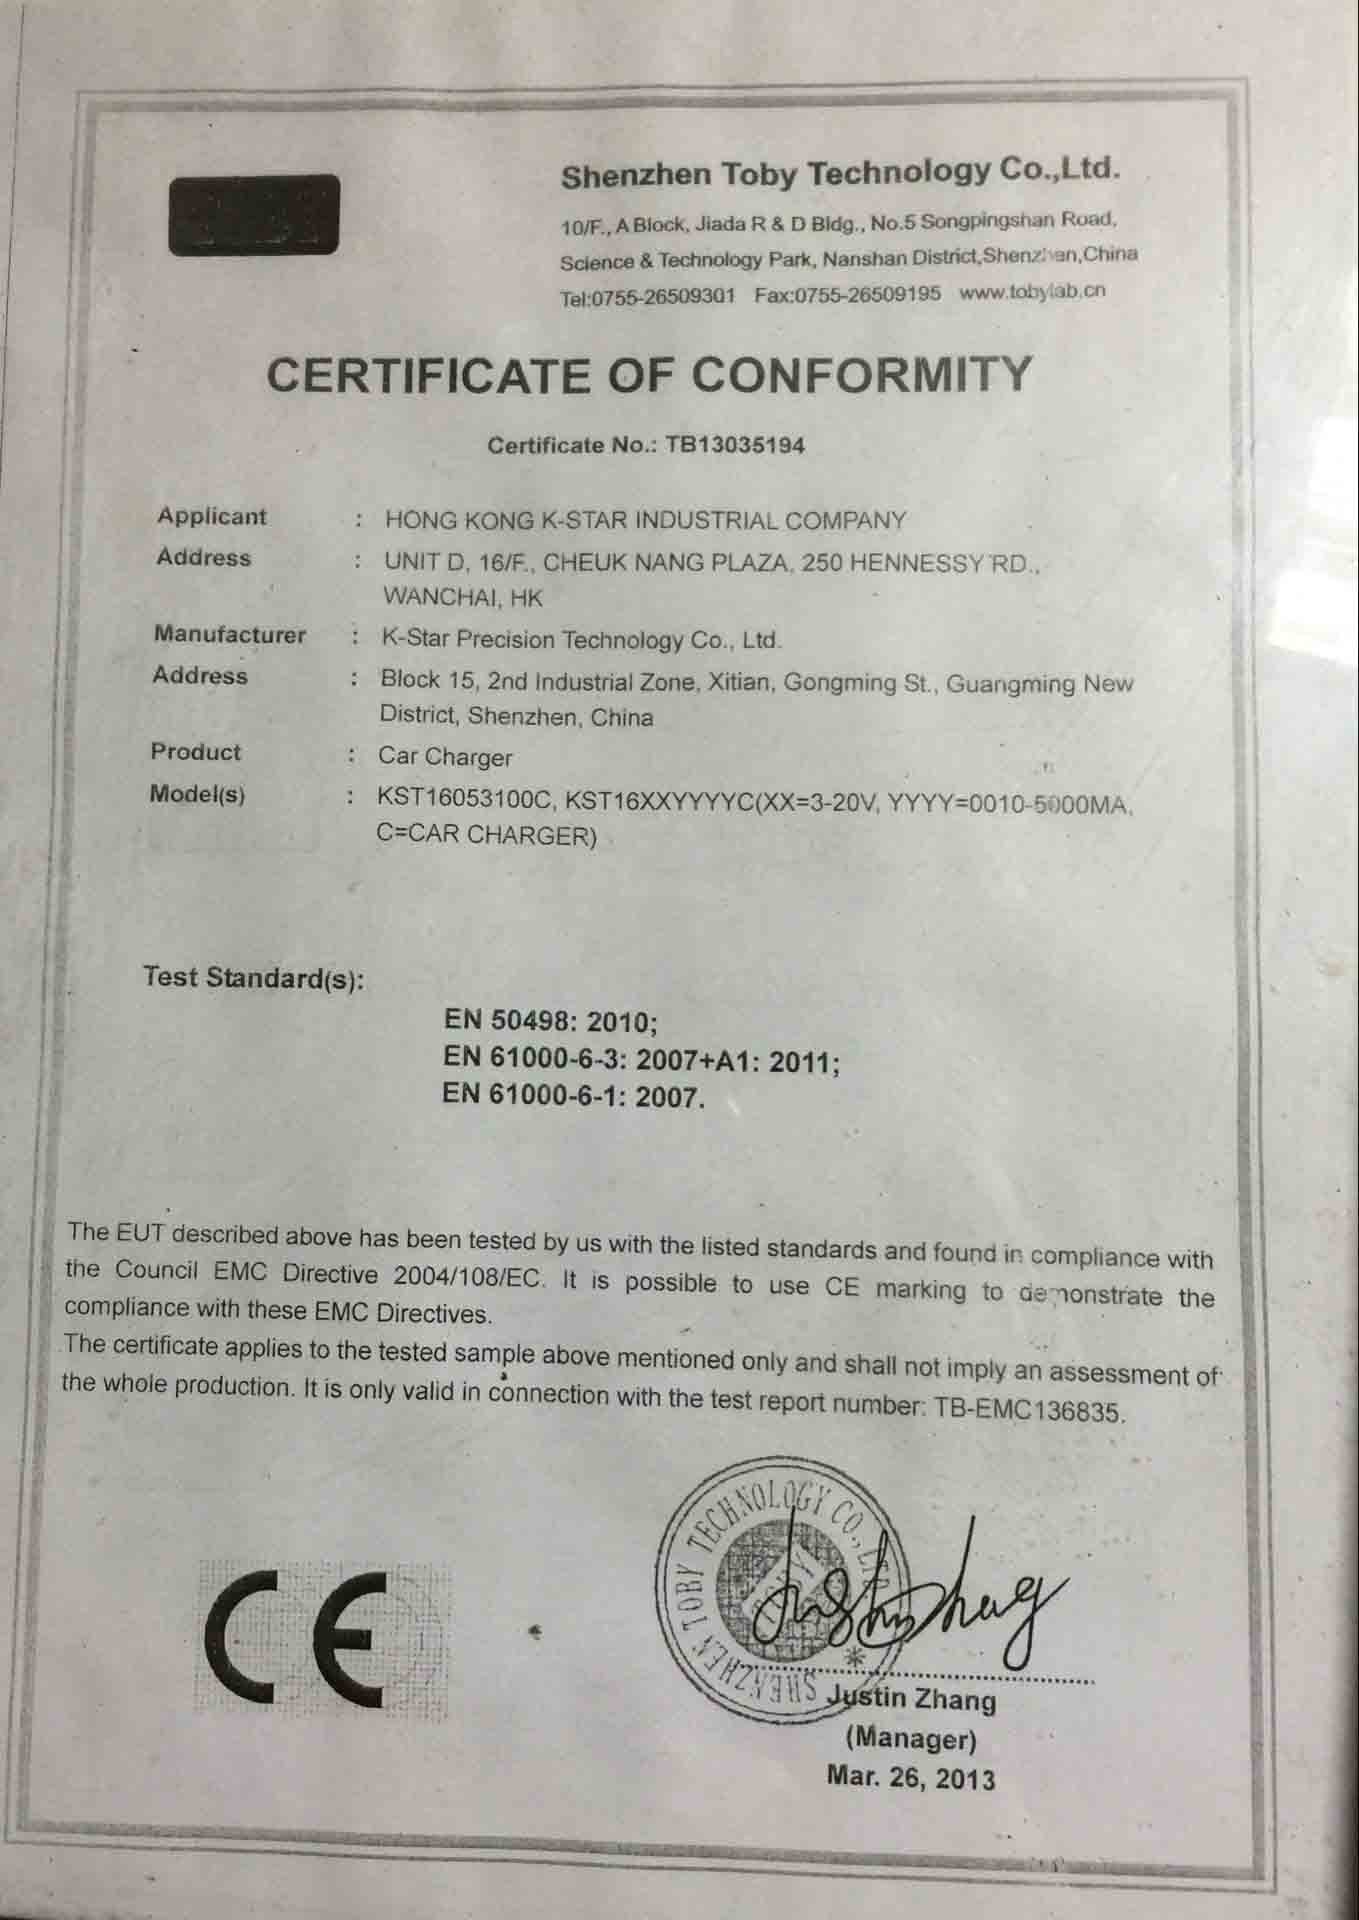 Shenzhen Toby Technology Co.,Ltd.
10/F., A Block, Jiada R & D Bldg., No.5 Songpingshan Road,
Science & Technology Park, Nanshan District,Shenzhen,China
Tel:0755-26509301 Fax:0755-26509195 www.tobylab.cn
CERTIFICATE OF CONFORMITY
Certificate No.: TB13035194
Applicant : HONG KONG K-STAR INDUSTRIAL COMPANY
Address : UNIT D, 16/F., CHEUK NANG PLAZA, 250 HENNESSY RD.,
WANCHAI, HK
Manufacturer : K-Star Precision Technology Co., Ltd.
Address : Block 15, 2nd Industrial Zone, Xitian, Gongming St., Guangming New
District, Shenzhen, China
Product : Car Charger
Model(s) : KST16053100C, KST16XXYYYYC(XX=3-20V, YYYY=0010-5000MA,
C=CAR CHARGER)
Test Standard(s):
EN 50498: 2010;
EN 61000-6-3: 2007+A1: 2011;
EN 61000-6-1: 2007.
The EUT described above has been tested by us with the listed standards and found in compliance with
the Council EMC Directive 2004/108/EC. It is possible to use CE marking to demonstrate the
compliance with these EMC Directives.
The certificate applies to the tested sample above mentioned only and shall not imply an assessment of
the whole production. It is only valid in connection with the test report number: TB-EMC136835.
CE
SHENZHEN TOBY TECHNOLOGY CO., LTD
TOBY
Justin Zhang
Justin Zhang
(Manager)
Mar. 26, 2013